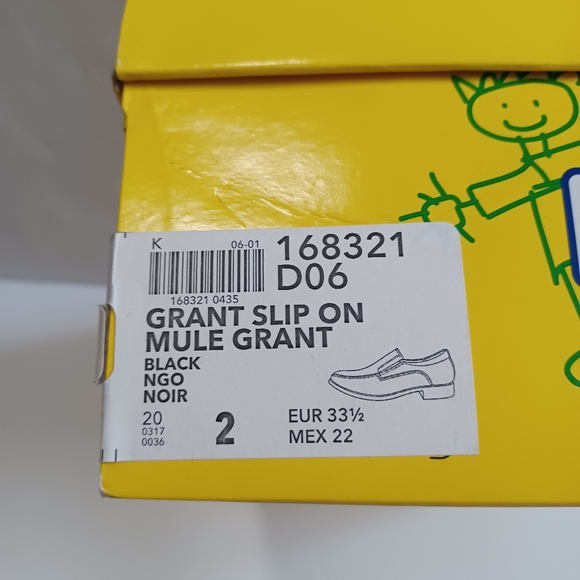 K 06-01 168321
D06
168321 0435
GRANT SLIP ON
MULE GRANT
BLACK
NGO
NOIR
20
0317
0036
2
EUR 33½
MEX 22